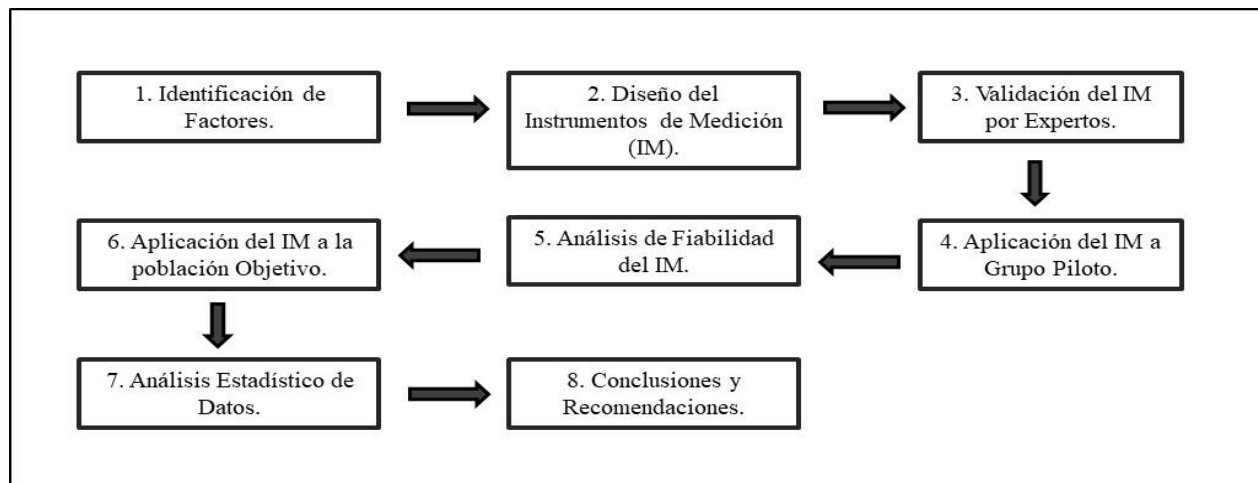 1. Identificación de
Factores.
2. Diseño del
Instrumentos de Medición
(IM).
3. Validación del IM
por Expertos.
4. Aplicación del IM a
Grupo Piloto.
5. Análisis de Fiabilidad
del IM.
6. Aplicación del IM a la
población Objetivo.
7. Análisis Estadístico de
Datos.
8. Conclusiones y
Recomendaciones.